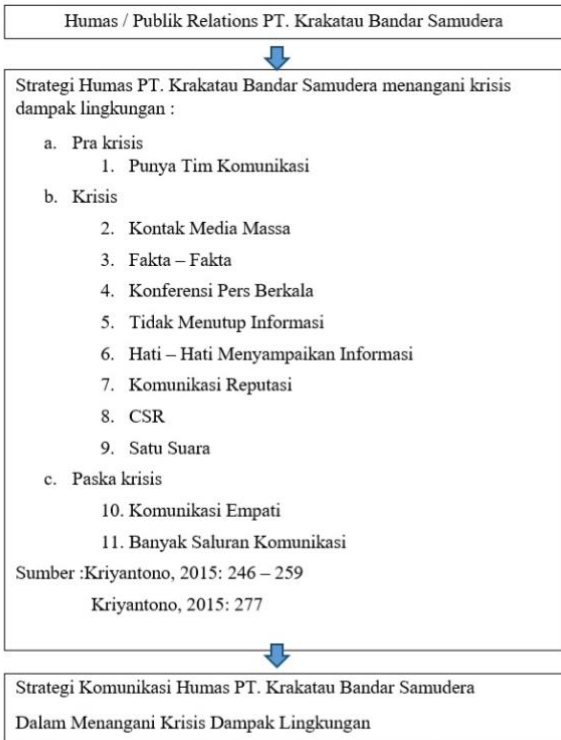 Humas / Publik Relations PT. Krakatau Bandar Samudera
Strategi Humas PT. Krakatau Bandar Samudera menangani krisis
dampak lingkungan :
a. Pra krisis
1. Punya Tim Komunikasi
b. Krisis
2. Kontak Media Massa
3. Fakta – Fakta
4. Konferensi Pers Berkala
5. Tidak Menutup Informasi
6. Hati – Hati Menyampaikan Informasi
7. Komunikasi Reputasi
8. CSR
9. Satu Suara
c. Paska krisis
10. Komunikasi Empati
11. Banyak Saluran Komunikasi
Sumber :Kriyantono, 2015: 246 – 259
Kriyantono, 2015: 277
Strategi Komunikasi Humas PT. Krakatau Bandar Samudera
Dalam Menangani Krisis Dampak Lingkungan